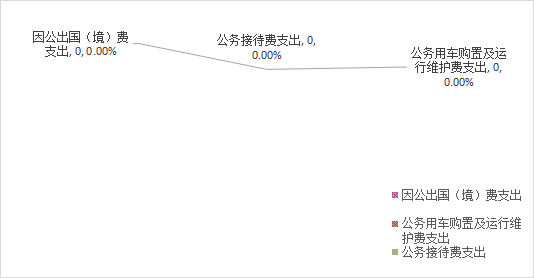 因公出国（境）费
支出, 0, 0.00%
公务接待费支出, 0,
0.00%
公务用车购置及运
行维护费支出, 0,
0.00%
因公出国（境）费支出
公务用车购置及运行维
护费支出
公务接待费支出